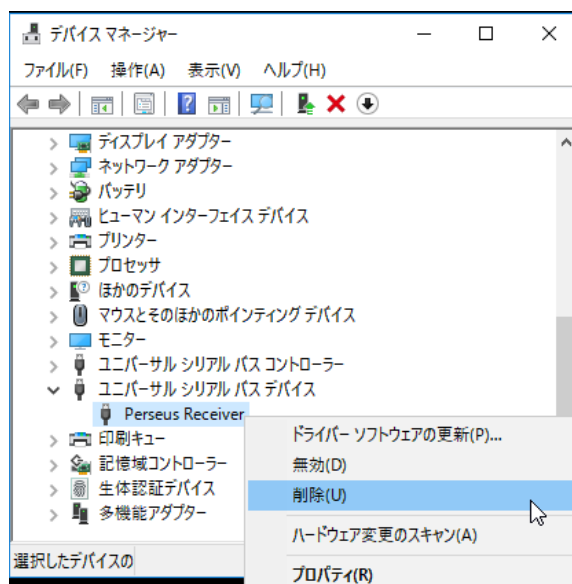 デバイス マネージャー
ファイル(F) 操作(A) 表示(V) ヘルプ(H)
ディスプレイ アダプター
ネットワーク アダプター
バッテリ
ヒューマン インターフェイス デバイス
プリンター
プロセッサ
ほかのデバイス
マウスとそのほかのポインティング デバイス
モニター
ユニバーサル シリアル バス コントローラー
ユニバーサル シリアル バス デバイス
Perseus Receiver
印刷キュー
記憶域コントローラー
生体認証デバイス
多機能アダプター
ドライバー ソフトウェアの更新(P)...
無効(D)
削除(U)
ハードウェア変更のスキャン(A)
プロパティ(R)
選択したデバイスの